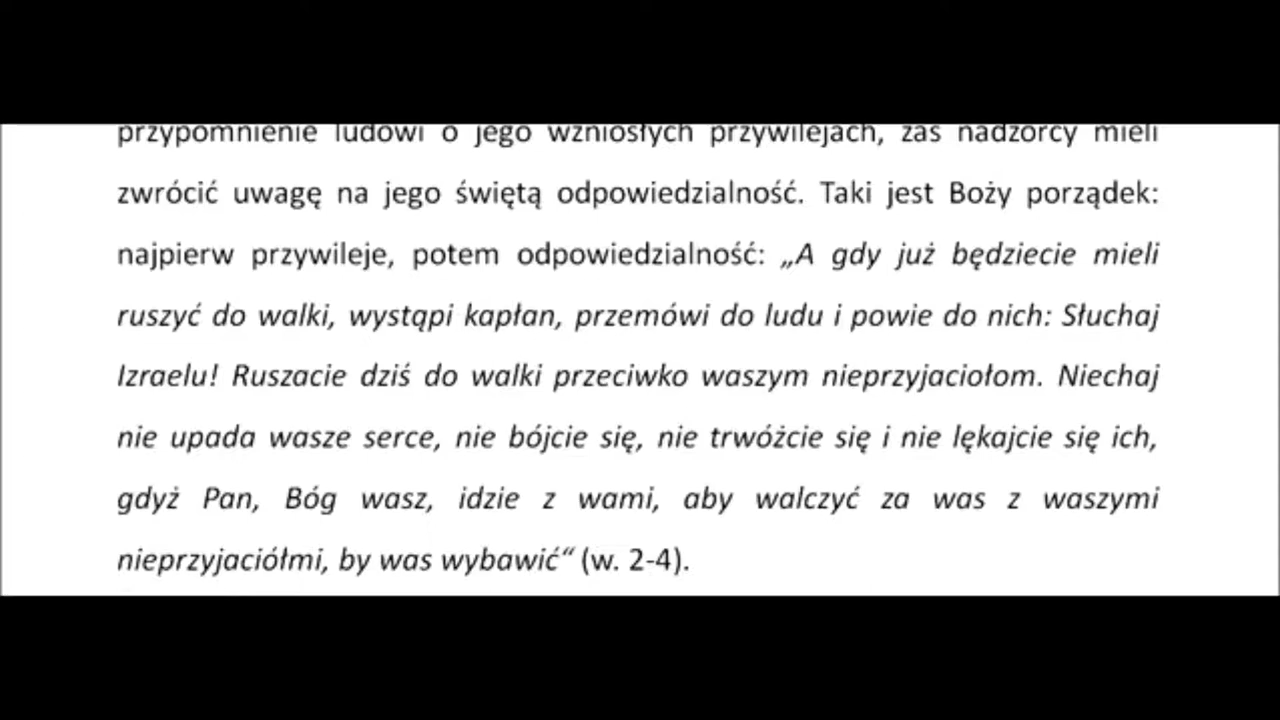 przypomnienie ludowi o jego wzniosłych przywilejach, zaś nadzorcy mieli
zwrócić uwagę na jego świętą odpowiedzialność. Taki jest Boży porządek:
najpierw przywileje, potem odpowiedzialność: „A gdy już będziecie mieli
ruszyć do walki, wystąpi kapłan, przemówi do ludu i powie do nich: Słuchaj
Izraelu! Ruszacie dziś do walki przeciwko waszym nieprzyjaciołom. Niechaj
nie upada wasze serce, nie bójcie się, nie trwóżcie się i nie lękajcie się ich,
gdyż Pan, Bóg wasz, idzie z wami, aby walczyć za was z waszymi
nieprzyjaciółmi, by was wybawić“ (w. 2-4).